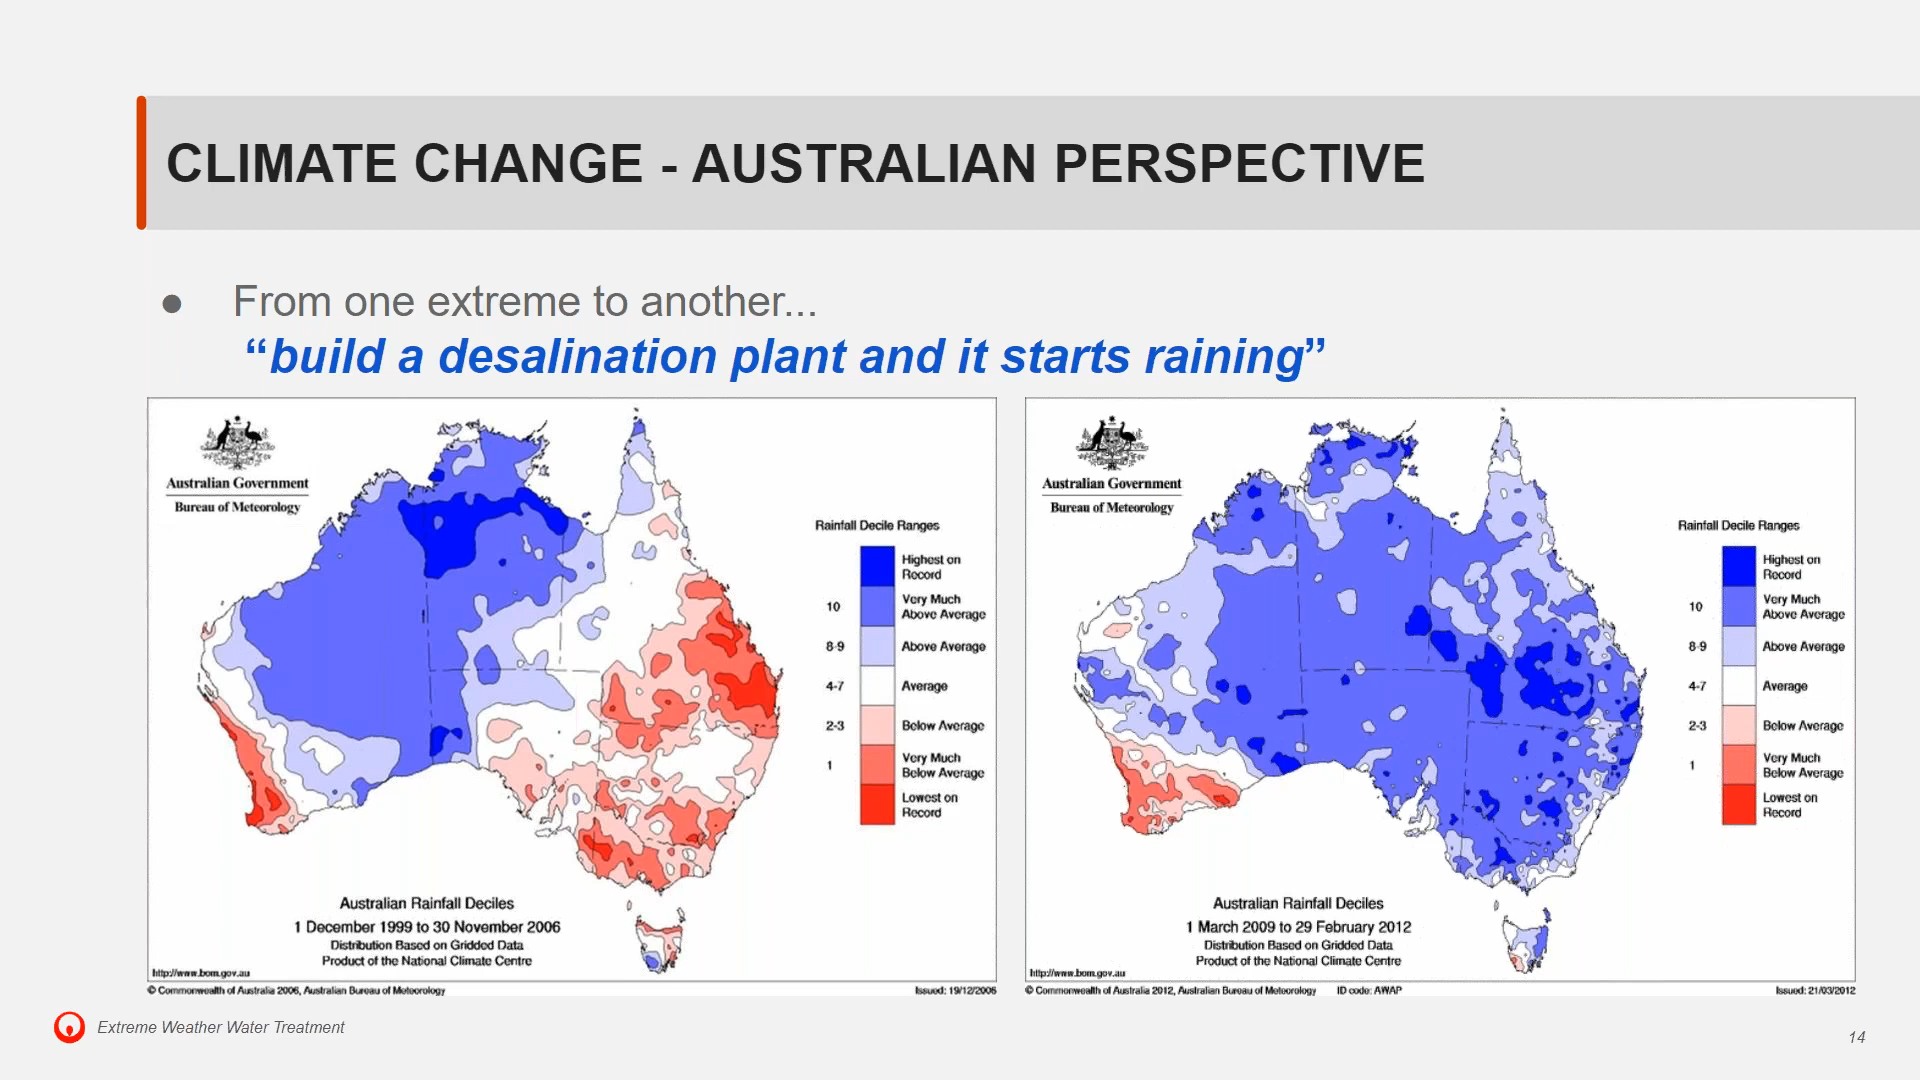 CLIMATE CHANGE - AUSTRALIAN PERSPECTIVE
● From one extreme to another...
“build a desalination plant and it starts raining”
Australian Government
Bureau of Meteorology
Rainfall Decile Ranges
Highest on
Record
10
Very Much
Above Average
8-9
Above Average
4-7
Average
2-3
Below Average
1
Very Much
Below Average
Lowest on
Record
Australian Rainfall Deciles
1 December 1999 to 30 November 2006
Distribution Based on Gridded Data
Product of the National Climate Centre
http://www.bom.gov.au
© Commonwealth of Australia 2006, Australian Bureau of Meteorology
Issued: 19/12/2006
Australian Government
Bureau of Meteorology
Rainfall Decile Ranges
Highest on
Record
10
Very Much
Above Average
8-9
Above Average
4-7
Average
2-3
Below Average
1
Very Much
Below Average
Lowest on
Record
Australian Rainfall Deciles
1 March 2009 to 29 February 2012
Distribution Based on Gridded Data
Product of the National Climate Centre
http://www.bom.gov.au
© Commonwealth of Australia 2012, Australian Bureau of Meteorology
ID code: AWAP
Issued: 21/03/2012
Extreme Weather Water Treatment
14